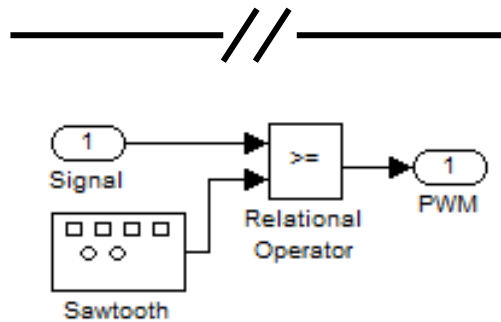 1
Signal
>=
Relational
Operator
1
PWM
Sawtooth